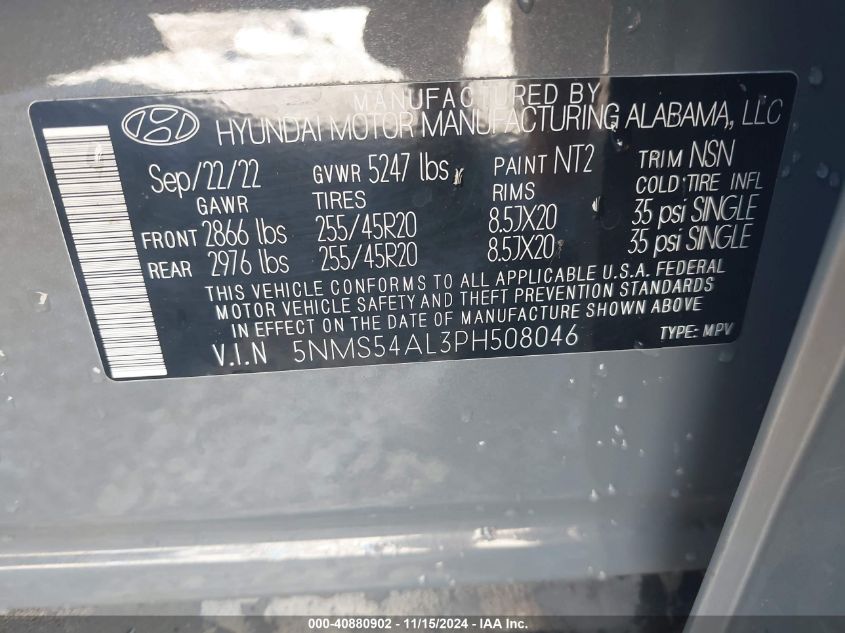 MANUFACTURED BY
HYUNDAI MOTOR MANUFACTURING ALABAMA, LLC
Sep/22/22 GVWR 5247 lbs PAINT NT2 TRIM NSN
GAWR TIRES RIMS COLD TIRE INFL
FRONT 2866 lbs 255/45R20 8.5JX20 35 psi SINGLE
REAR 2976 lbs 255/45R20 8.5JX20 35 psi SINGLE
THIS VEHICLE CONFORMS TO ALL APPLICABLE U.S.A. FEDERAL
MOTOR VEHICLE SAFETY AND THEFT PREVENTION STANDARDS
IN EFFECT ON THE DATE OF MANUFACTURE SHOWN ABOVE
V.I.N 5NMS54AL3PH508046 TYPE: MPV
000-40880902 - 11/15/2024 - IAA Inc.